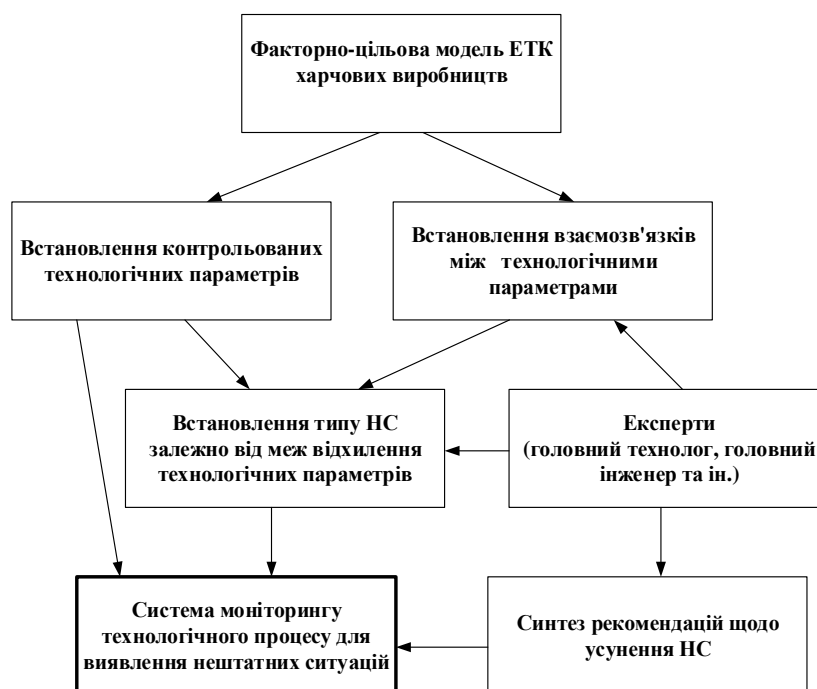 Факторно-цільова модель ЕТК
харчових виробництв
Встановлення контрольованих
технологічних параметрів
Встановлення взаємозв'язків
між технологічними
параметрами
Встановлення типу НС
залежно від меж відхилення
технологічних параметрів
Експерти
(головний технолог, головний
інженер та ін.)
Система моніторингу
технологічного процесу для
виявлення нештатних ситуацій
Синтез рекомендацій щодо
усунення НС